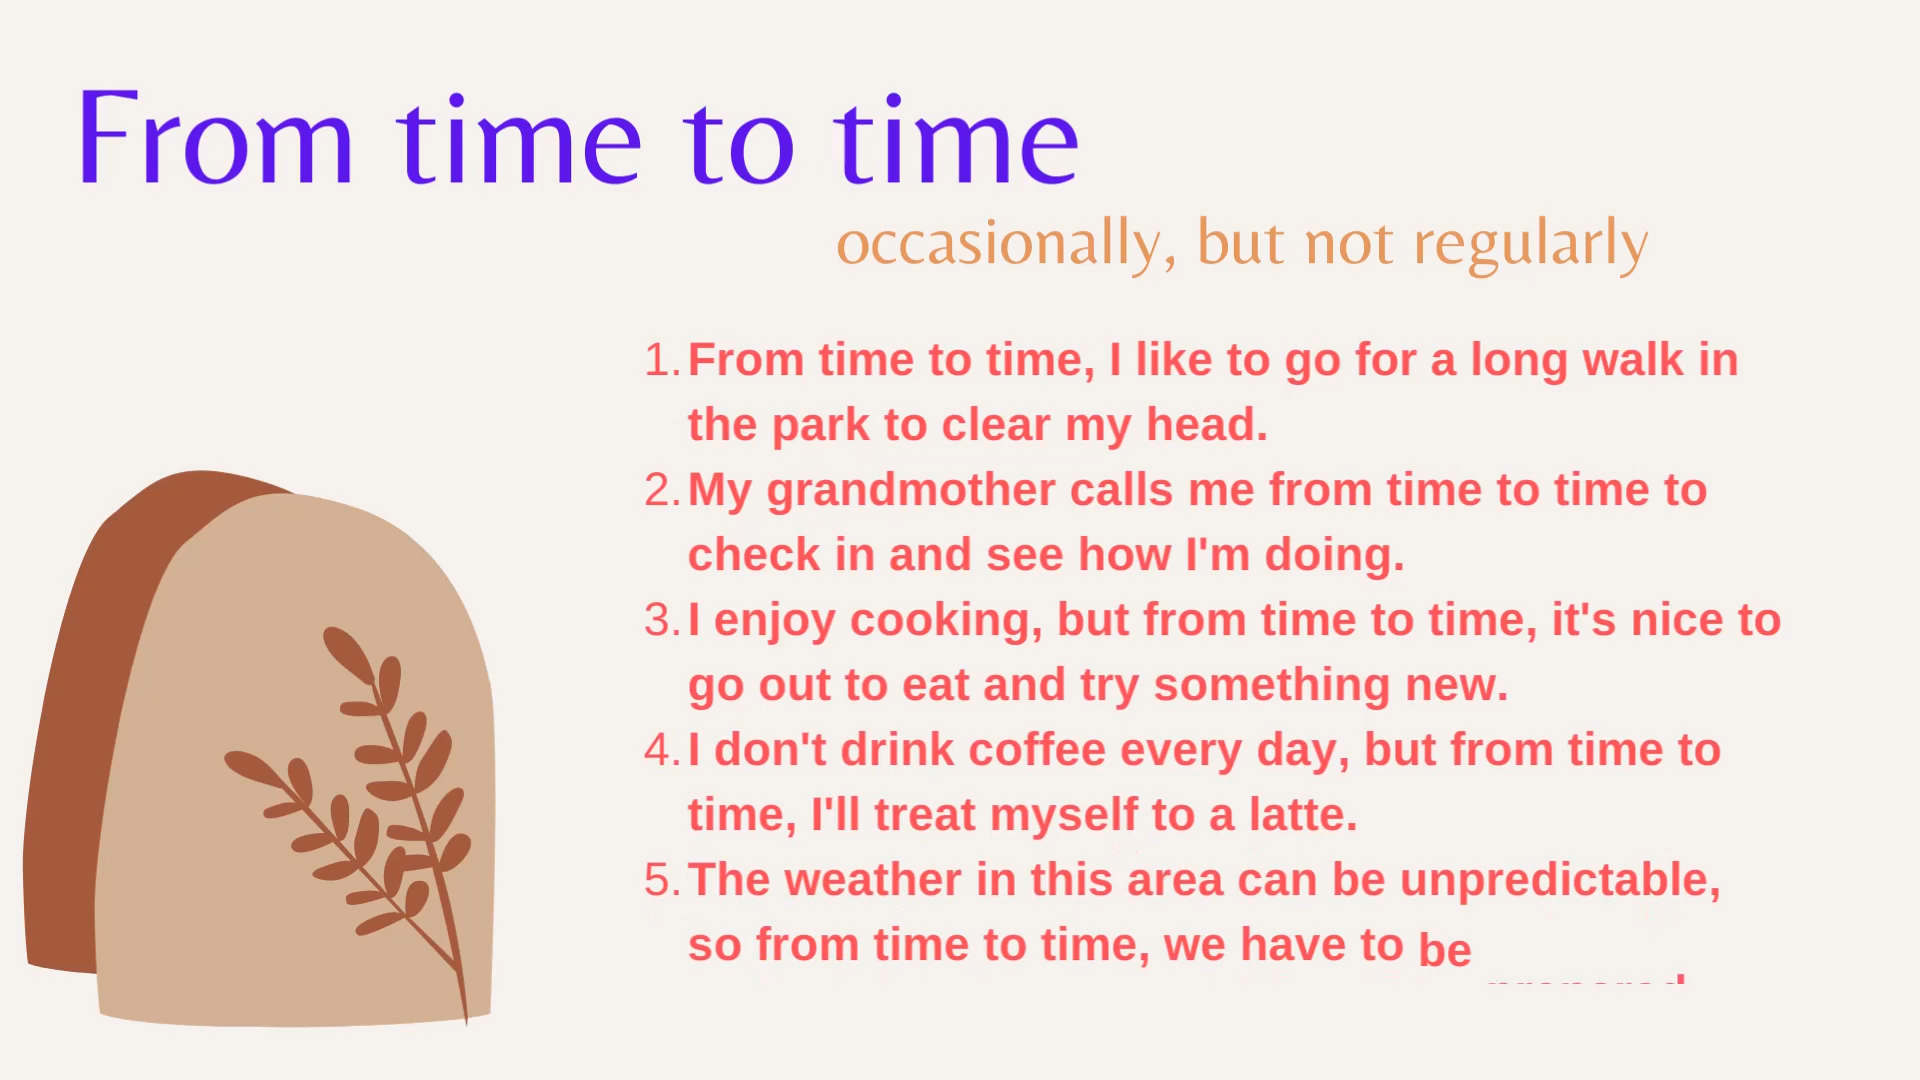 From time to time
occasionally, but not regularly
1. From time to time, I like to go for a long walk in
the park to clear my head.
2. My grandmother calls me from time to time to
check in and see how I'm doing.
3. I enjoy cooking, but from time to time, it's nice to
go out to eat and try something new.
4. I don't drink coffee every day, but from time to
time, I'll treat myself to a latte.
5. The weather in this area can be unpredictable,
so from time to time, we have to be